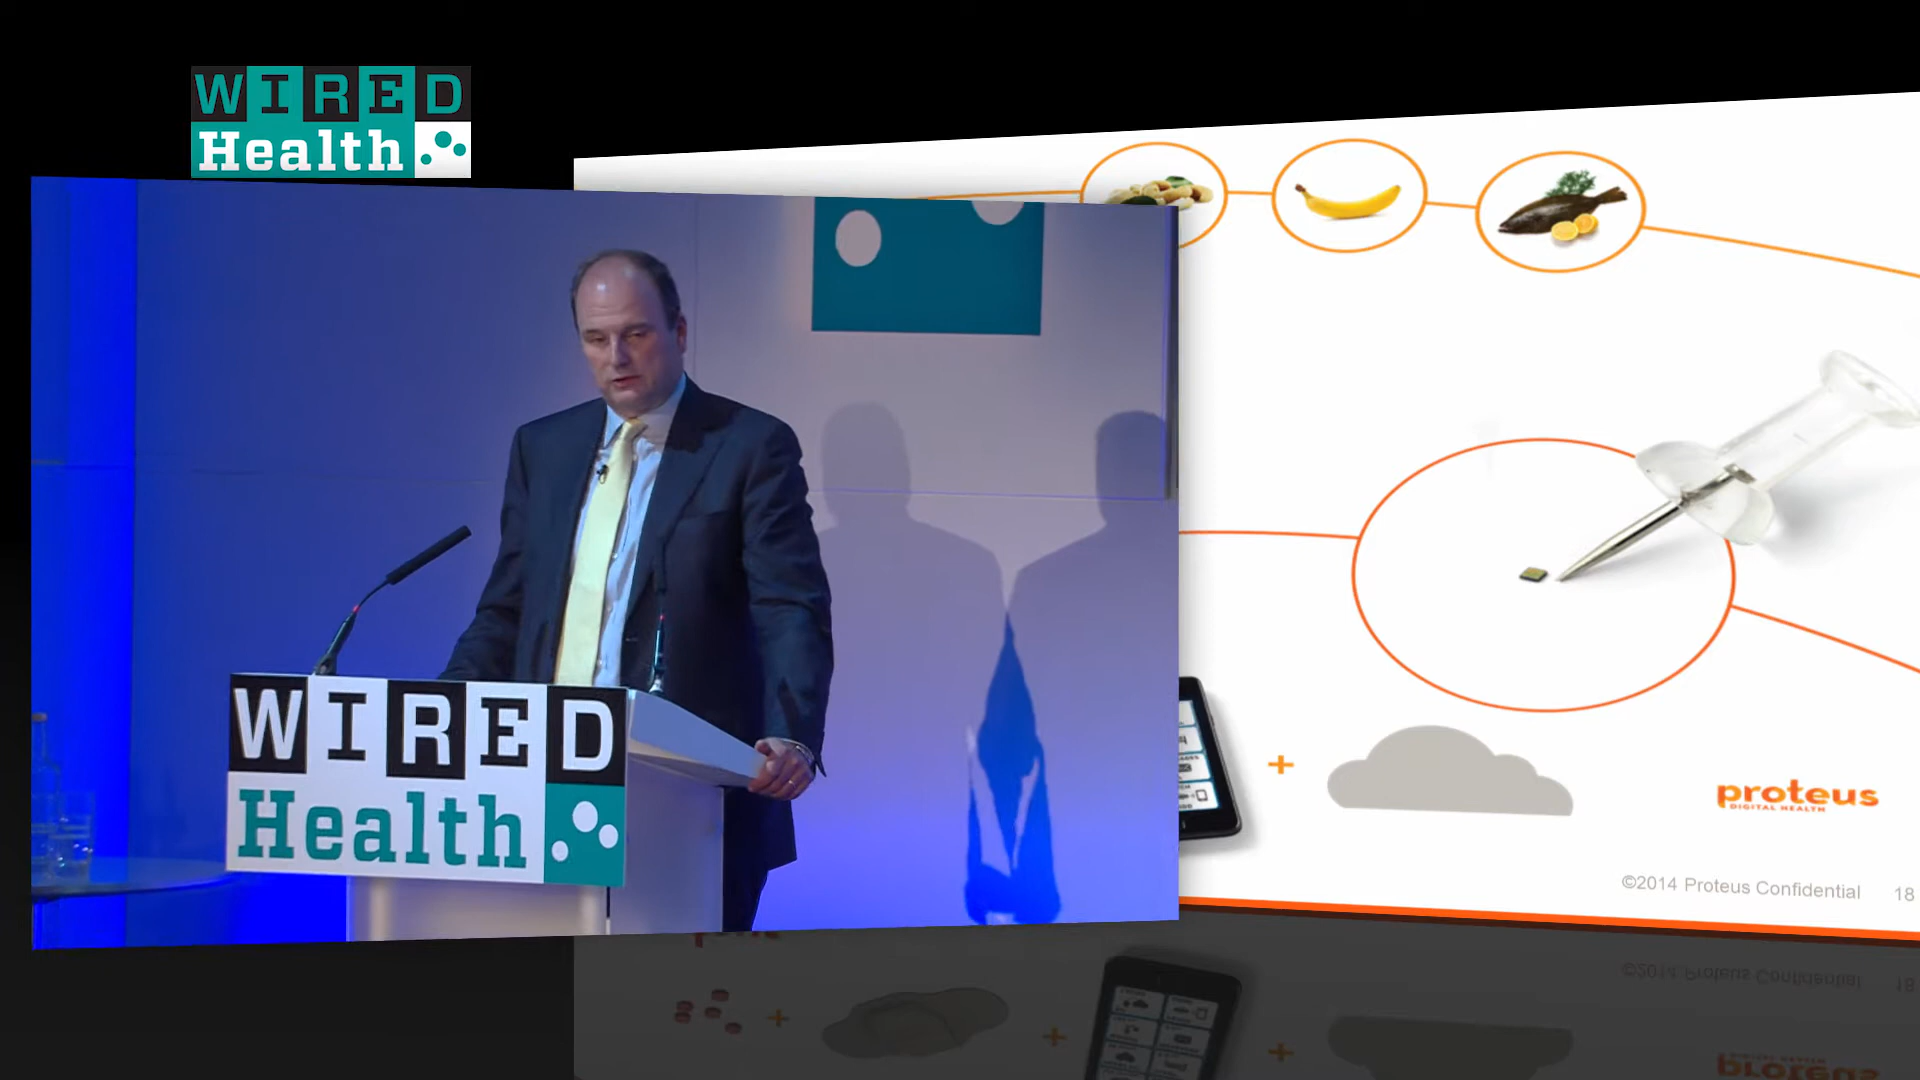 WIRED
Health
WIRED
Health
proteus
DIGITAL HEALTH
©2014 Proteus Confidential
18